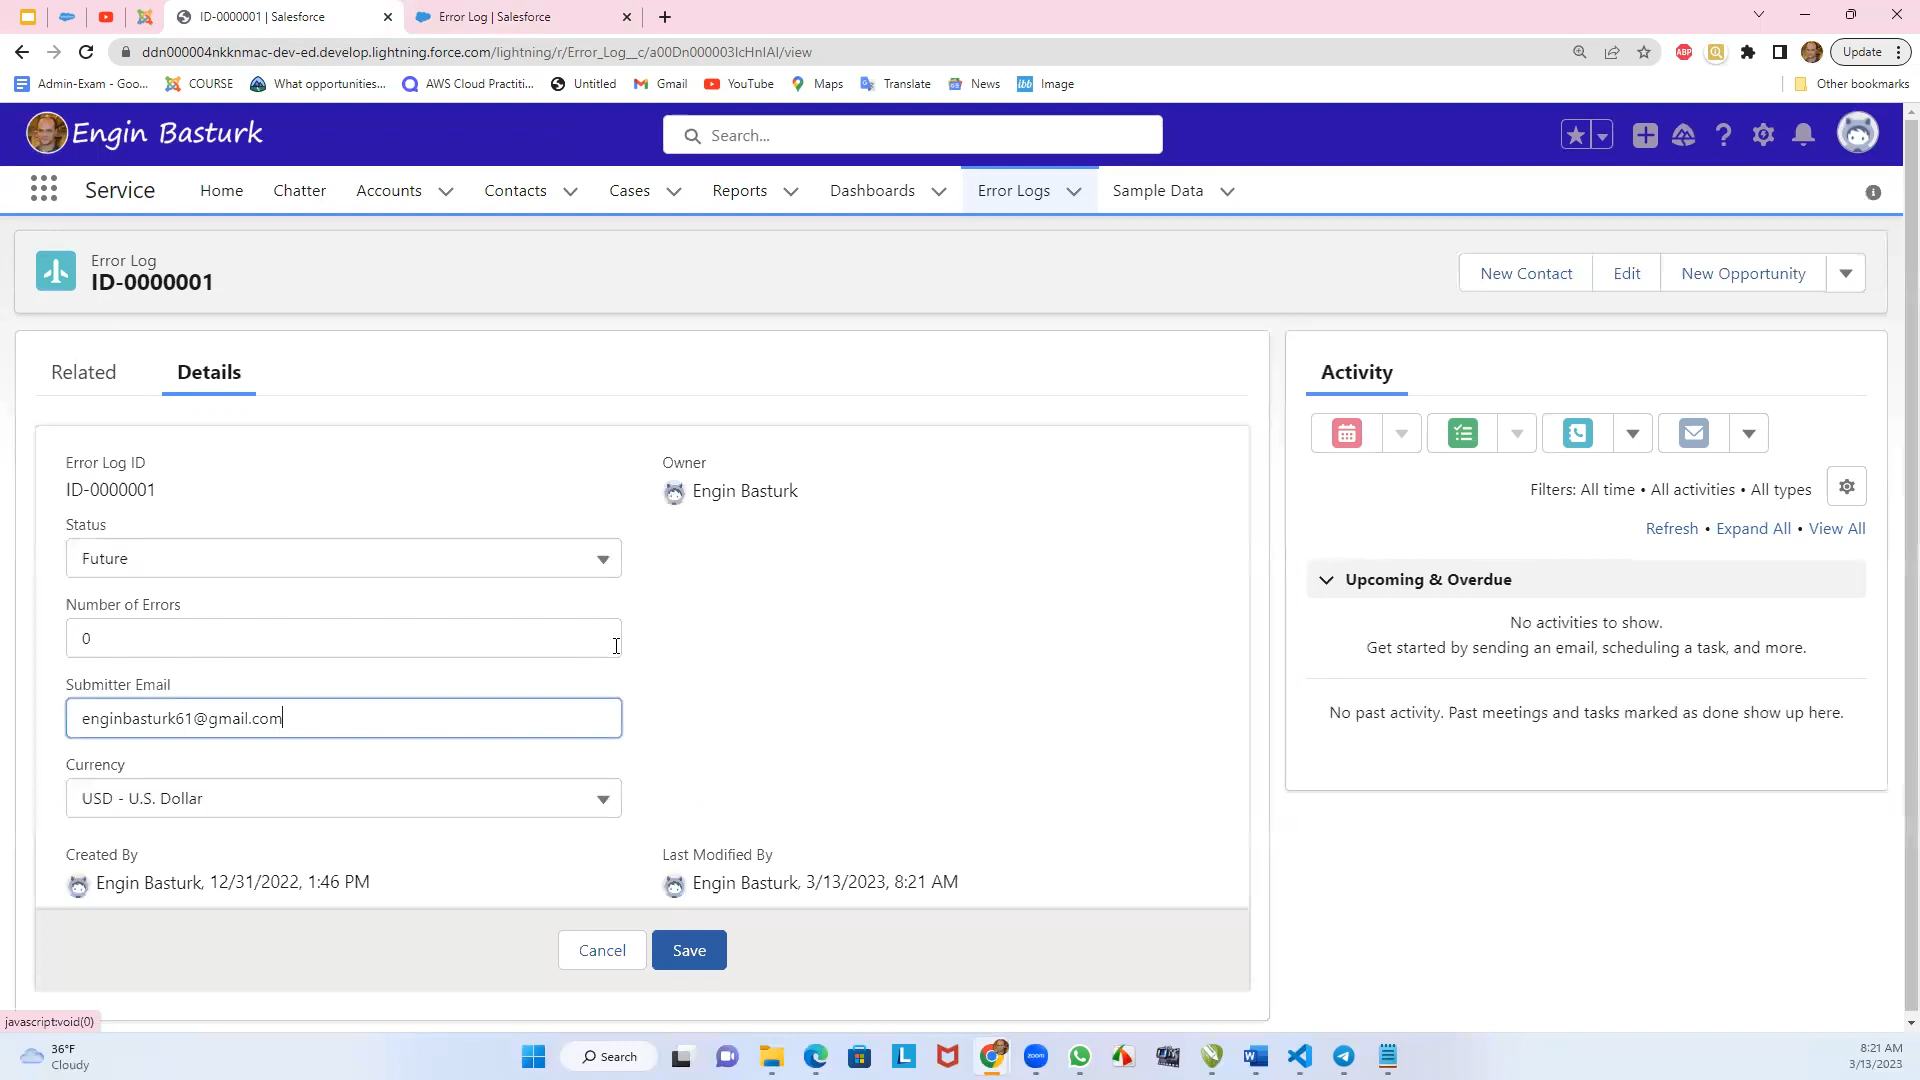 ID-0000001 | Salesforce
Error Log | Salesforce
ddn000004nkknmac-dev-ed.develop.lightning.force.com/lightning/r/Error_Log__c/a00Dn000003IcHnIAI/view
ABP
Update
Admin-Exam - Goo...
COURSE
What opportunities...
AWS Cloud Practiti...
Untitled
Gmail
YouTube
Maps
Translate
News
ibb
Image
Other bookmarks
Engin Basturk
Search...
Service
Home
Chatter
Accounts
Contacts
Cases
Reports
Dashboards
Error Logs
Sample Data
Error Log
ID-0000001
New Contact
Edit
New Opportunity
Related
Details
Activity
Error Log ID
ID-0000001
Owner
Engin Basturk
Status
Future
Number of Errors
0
Submitter Email
enginbasturk61@gmail.com
Currency
USD - U.S. Dollar
Created By
Engin Basturk, 12/31/2022, 1:46 PM
Last Modified By
Engin Basturk, 3/13/2023, 8:21 AM
Cancel
Save
Filters: All time • All activities • All types
Refresh • Expand All • View All
Upcoming & Overdue
No activities to show.
Get started by sending an email, scheduling a task, and more.
No past activity. Past meetings and tasks marked as done show up here.
javascript:void(0)
36°F
Cloudy
Search
L
zoom
W
8:21 AM
3/13/2023